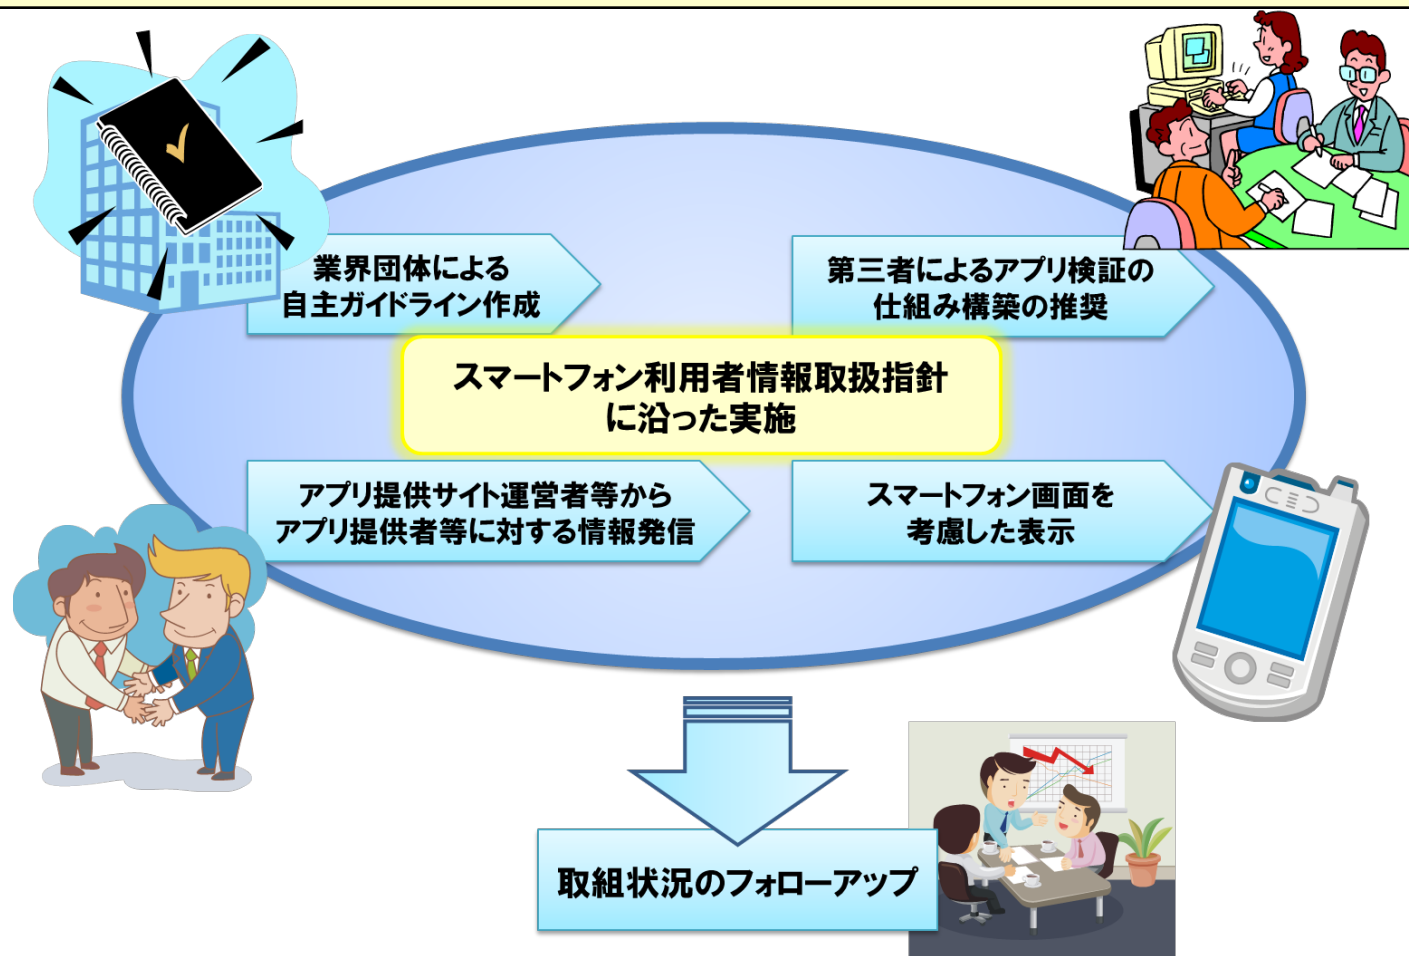 業界団体による
自主ガイドライン作成
第三者によるアプリ検証の
仕組み構築の推奨
スマートフォン利用者情報取扱指針
に沿った実施
アプリ提供サイト運営者等から
アプリ提供者等に対する情報発信
スマートフォン画面を
考慮した表示
取組状況のフォローアップ